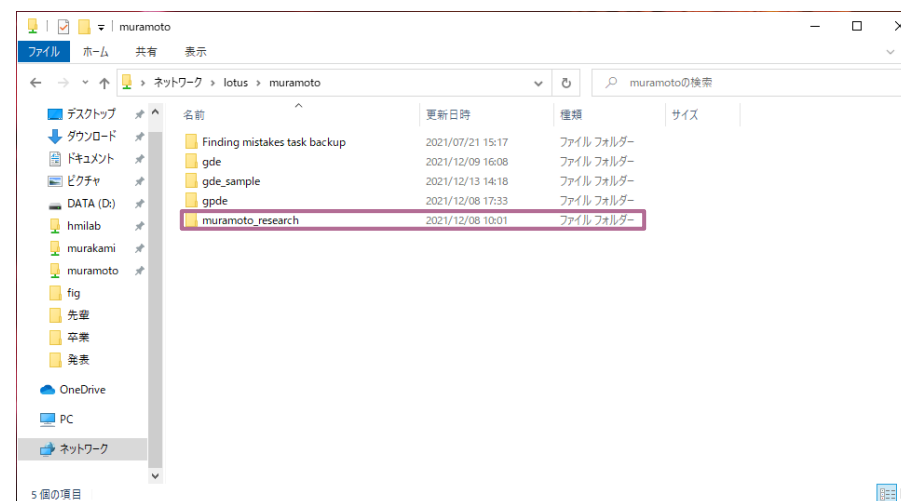 muramoto
ファイル ホーム 共有 表示
ネットワーク › lotus › muramoto muramotoの検索
名前 更新日時 種類 サイズ
デスクトップ
ダウンロード
ドキュメント
ピクチャ
DATA (D:)
hmilab
murakami
muramoto
fig
先輩
卒業
発表
OneDrive
PC
ネットワーク
Finding mistakes task backup 2021/07/21 15:17 ファイル フォルダー
gde 2021/12/09 16:08 ファイル フォルダー
gde_sample 2021/12/13 14:18 ファイル フォルダー
gpde 2021/12/08 17:33 ファイル フォルダー
muramoto_research 2021/12/08 10:01 ファイル フォルダー
5 個の項目